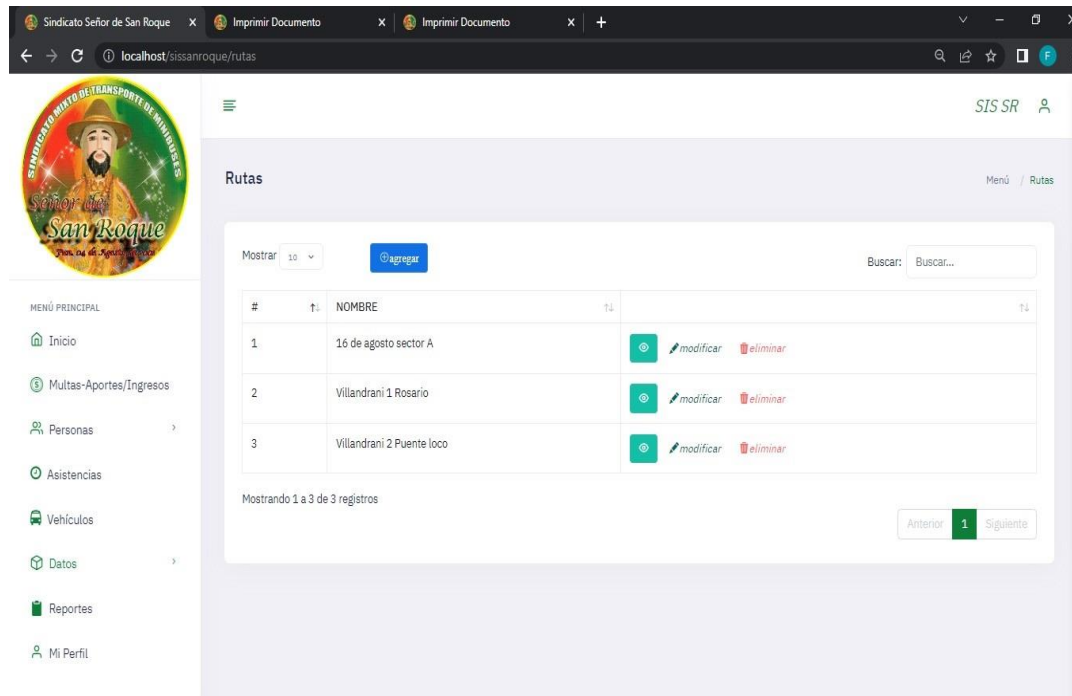 Sindicato Señor de San Roque
Imprimir Documento
Imprimir Documento
localhost/sissanroque/rutas
F
SINDICATO MIXTO DE TRANSPORTE DE MINIBUSES
Señor de
San Roque
SIS SR
Rutas
Menú / Rutas
Mostrar 10
agregar
Buscar: Buscar...
# NOMBRE
1 16 de agosto sector A modificar eliminar
2 Villandrani 1 Rosario modificar eliminar
3 Villandrani 2 Puente loco modificar eliminar
Mostrando 1 a 3 de 3 registros
Anterior 1 Siguiente
MENÚ PRINCIPAL
Inicio
Multas-Aportes/Ingresos
Personas
Asistencias
Vehículos
Datos
Reportes
Mi Perfil